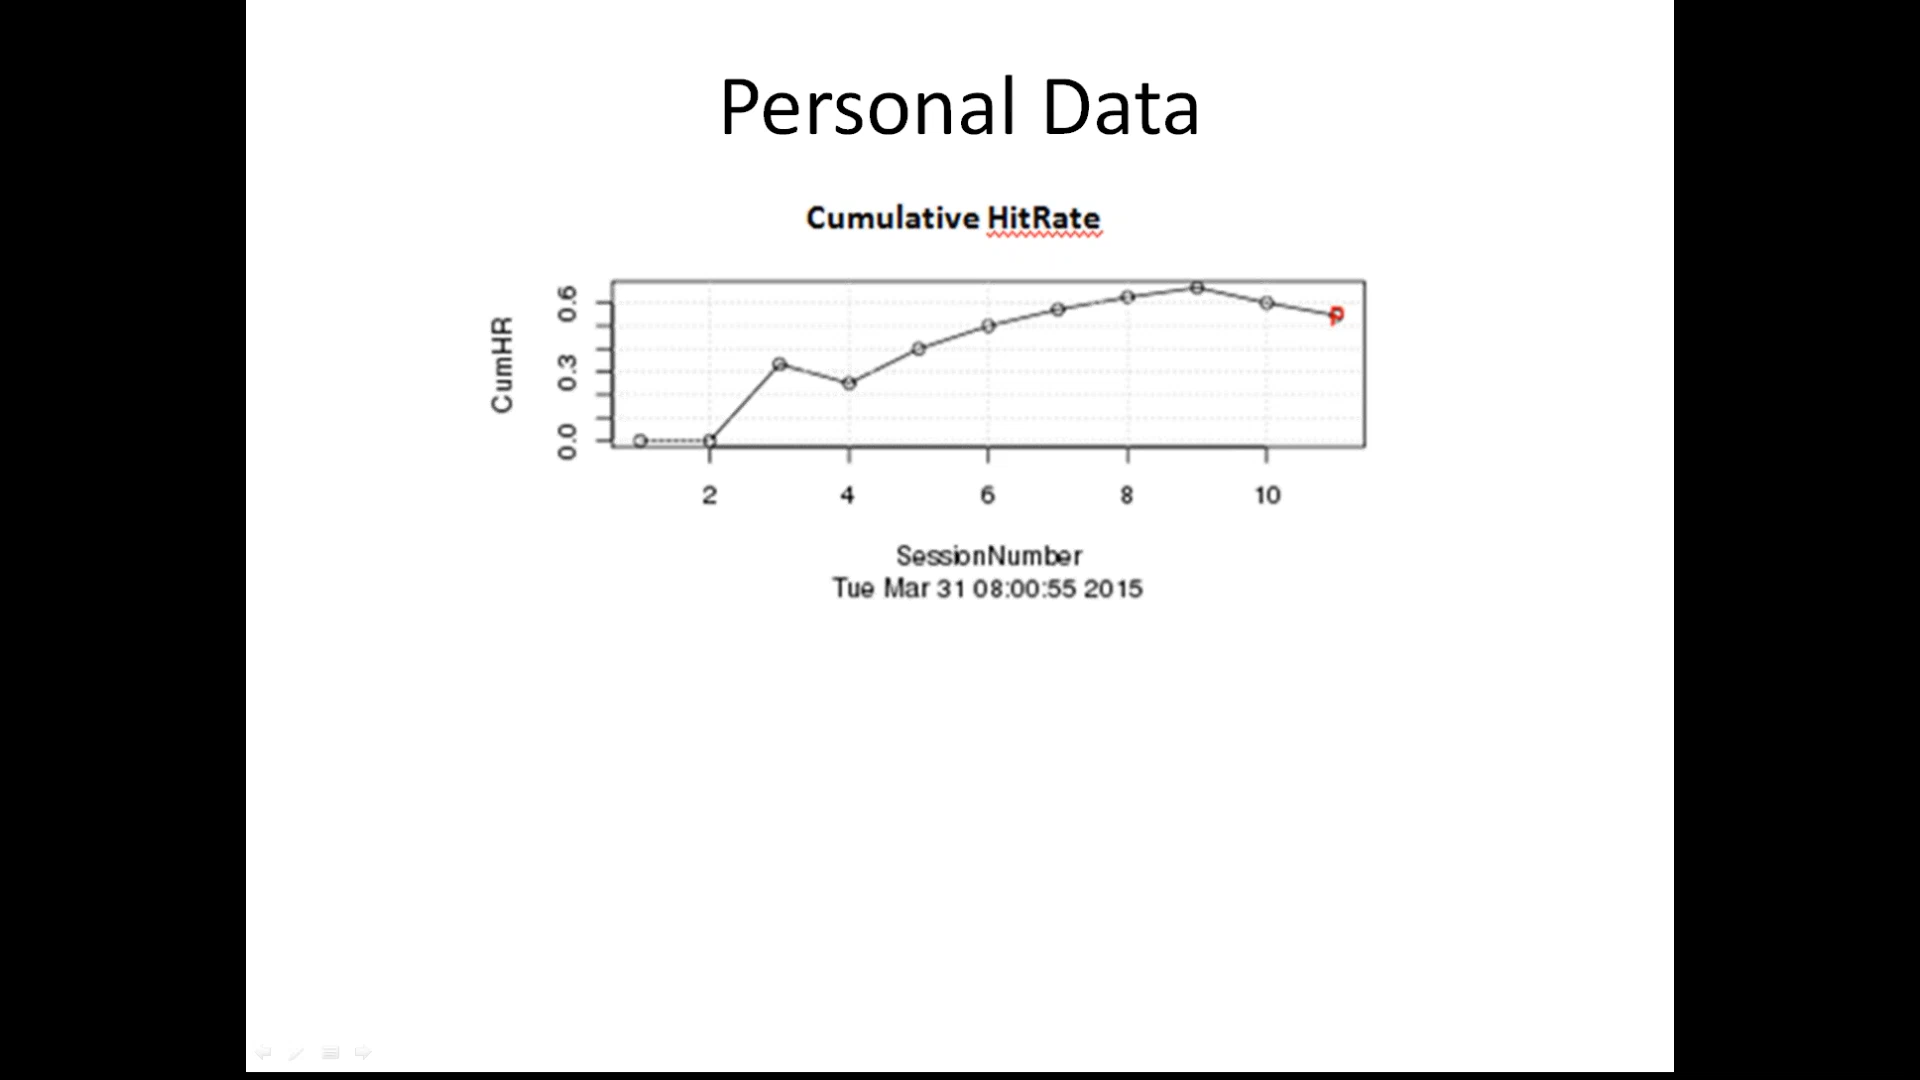 Personal Data
Cumulative HitRate
CumHR
0.6
0.3
0.0
2 4 6 8 10
P
SessionNumber
Tue Mar 31 08:00:55 2015